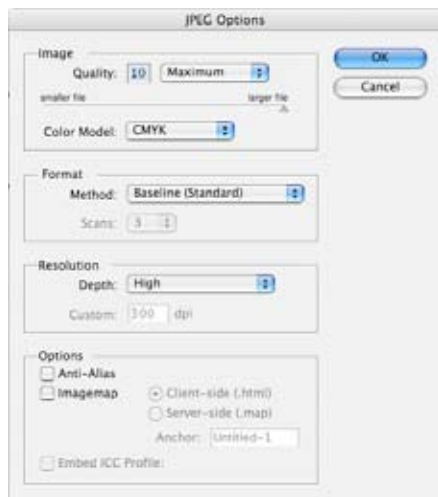 JPEG Options
Image
Quality: 10 Maximum
smaller file larger file
Color Model: CMYK
OK
Cancel
Format
Method: Baseline (Standard)
Scans: 3
Resolution
Depth: High
Custom: 300 dpi
Options
Anti-Alias
Imagemap Client-side (.html)
Server-side (.map)
Anchor: Untitled-1
Embed ICC Profile: